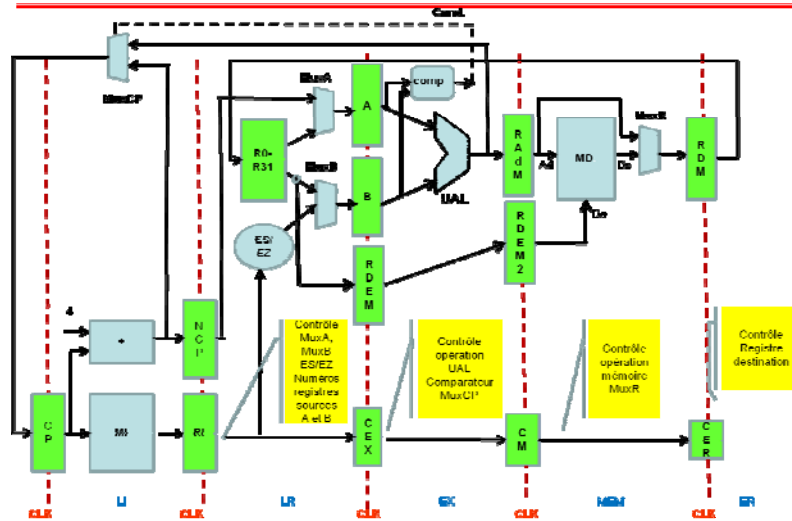 Cond.
MuxCP
MuxA
comp
A
R0-
R31
MuxB
B
UAL
ES/
EZ
R
A
d
M
Ad
MD
Do
MuxR
R
D
M
De
R
D
E
M
R
D
E
M
2
4
+
N
C
P
Contrôle
MuxA,
MuxB
ES/EZ
Numéros
registres
sources
A et B
Contrôle
opération
UAL
Comparateur
MuxCP
Contrôle
opération
mémoire
MuxR
Contrôle
Registre
destination
C
P
MI
RI
C
E
X
C
M
C
E
R
LI
LR
EX
MEM
ER
CLK
CLK
CLK
CLK
CLK